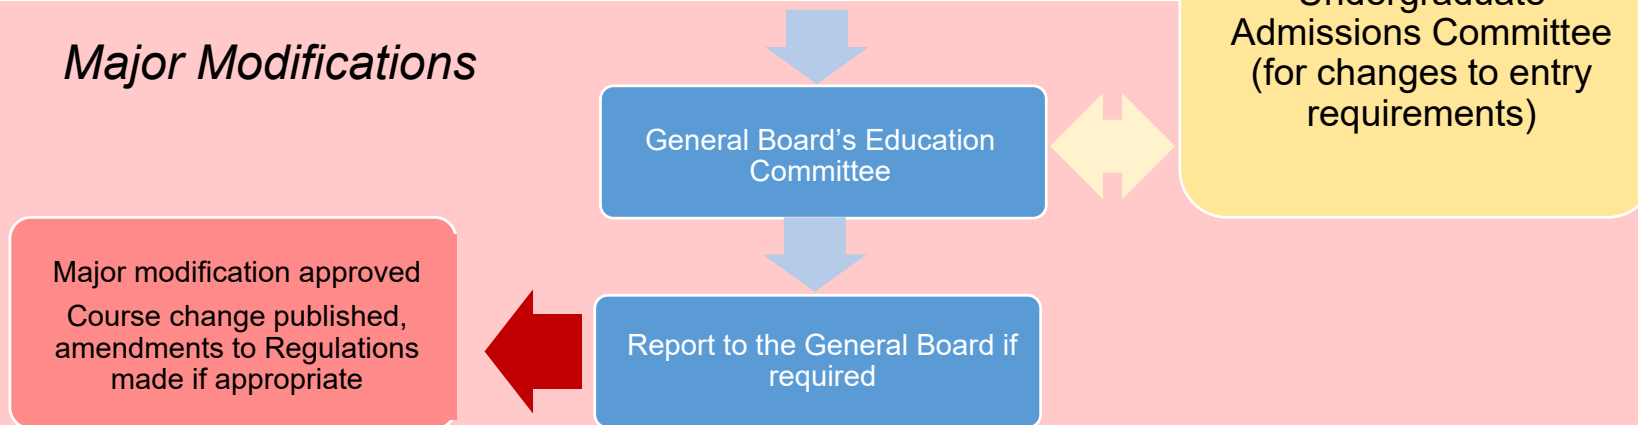 Undergraduate
Admissions Committee
(for changes to entry
requirements)
Major Modifications
General Board’s Education
Committee
Major modification approved
Course change published,
amendments to Regulations
made if appropriate
Report to the General Board if
required